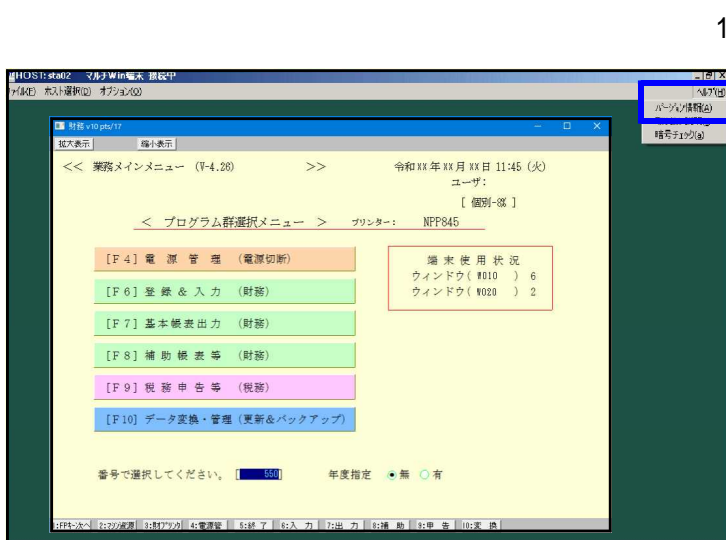 1
HOST:sta02 マルチWin端末 接続中
ファイル(F) ホスト選択(D) オプション(O) ヘルプ(H)
バージョン情報(A)
暗号チェック(g)
財務 v10 pts/17
拡大表示 縮小表示
<< 業務メインメニュー (V-4.26) >> 令和XX年XX月XX日 11:45 (火)
ユーザ:
[ 個別-8% ]
< プログラム群選択メニュー > プリンター: NPP845
[F4] 電 源 管 理 (電源切断)
[F6] 登 録 & 入 力 (財務)
[F7] 基 本 帳 表 出 力 (財務)
[F8] 補 助 帳 表 等 (財務)
[F9] 税 務 申 告 等 (税務)
[F10] データ変換・管理 (更新&バックアップ)
端 末 使 用 状 況
ウィンドウ( W010 ) 6
ウィンドウ( W020 ) 2
番号で選択してください。 [ 550] 年度指定 無 有
1:FPキー次へ 2:マシン資源 3:財プリンタ 4:電源管 5:終 了 6:入 力 7:出 力 8:補 助 9:申 告 10:変 換